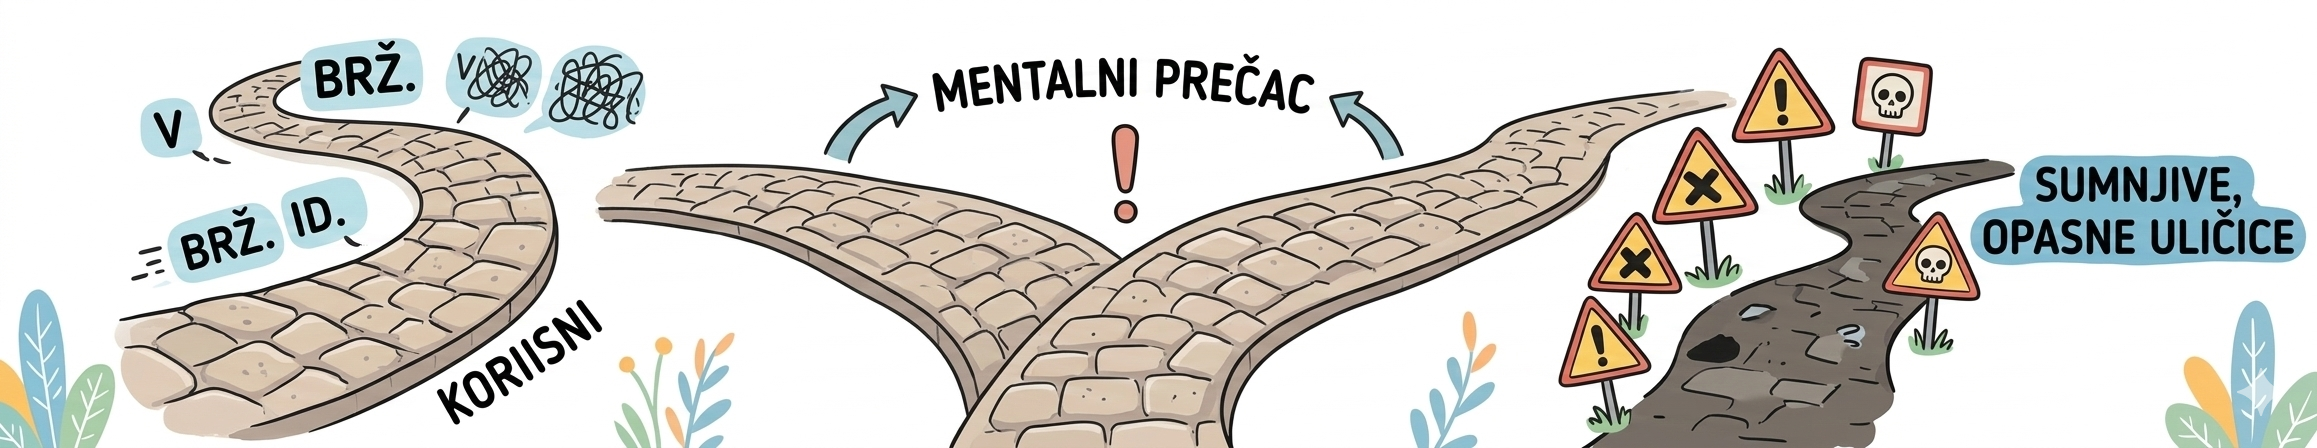 BRŽ.
V
V
BRŽ. ID.
KORIISNI
MENTALNI PREČAC
!
SUMNJIVE,
OPASNE ULIČICE